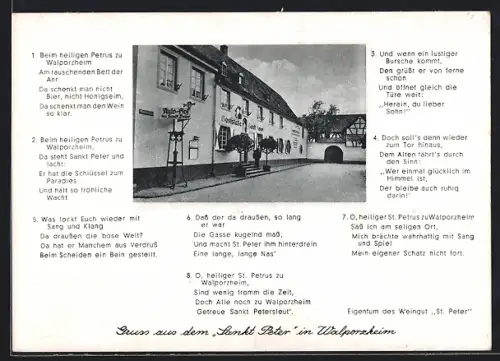 1. Beim heiligen Petrus zu
Walporzheim
Am rauschenden Bett der
Ahr.
Da schenkt man nicht
Bier, nicht Honigseim,
Da schenkt man den Wein
so klar.
2. Beim heiligen Petrus zu
Walporzheim,
Da steht Sankt Peter und
lacht:
Er hat die Schlüssel zum
Paradies
Und hält so fröhliche
Wacht.
3. Und wenn ein lustiger
Bursche kommt,
Den grüßt er von ferne
schon
Und öffnet gleich die
Türe weit:
„Herein, du lieber
Sohn!"
4. Doch soll's denn wieder
zum Tor hinaus,
Dem Alten fährt's durch
den Sinn:
„Wer einmal glücklich im
Himmel ist,
Der bleibe auch ruhig
darin!"
5. Was lockt Euch wieder mit
Sang und Klang
Da draußen die böse Welt?
Da hat er Manchem aus Verdruß
Beim Scheiden ein Bein gestellt.
6. Daß der da draußen, so lang
er war
Die Gasse kugelnd maß,
Und macht St. Peter ihm hinterdrein
Eine lange, lange Nas'
7. O, heiliger St. Petrus zu Walporzheim
Säß ich am seligen Ort,
Mich brächte wahrhaftig mit Sang
und Spiel
Mein eigener Schatz nicht fort.
8. O, heiliger St. Petrus zu
Walporzheim,
Sind wenig fromm die Zeit,
Doch Alle nach zu Walporzheim
Getreue Sankt Petersleut'.
Eigentum des Weingut „St. Peter"
Gruss aus dem „Sankt Peter" in Walporzheim